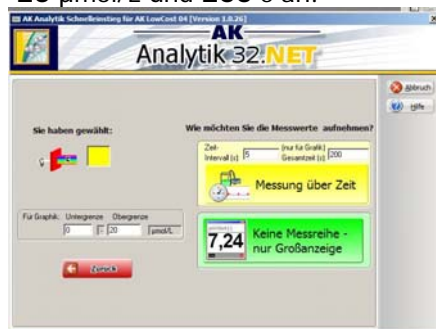 AK Analytik Schnelleinstieg für AK LowCost 04 [Version 1.0.26]
AK
Analytik 32.NET
Abbruch
Hilfe
Sie haben gewählt:
Wie möchten Sie die Messwerte aufnehmen?
Zeit-
Intervall (s) 5
(nur für Grafik)
Gesamtzeit (s) 200
Messung über Zeit
Für Graphik: Untergrenze Obergrenze
0 - 20 µmol/L
7,24
Keine Messreihe -
nur Großanzeige
Zurück